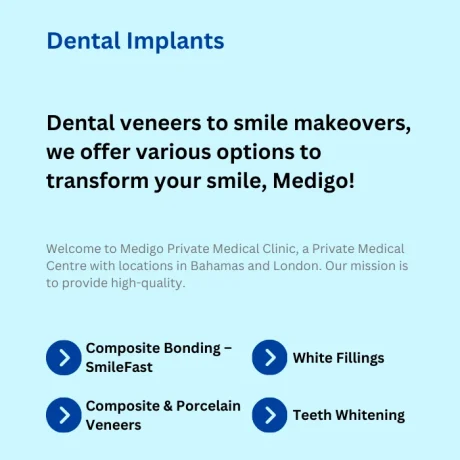 Dental Implants
Dental veneers to smile makeovers,
we offer various options to
transform your smile, Medigo!
Welcome to Medigo Private Medical Clinic, a Private Medical
Centre with locations in Bahamas and London. Our mission is
to provide high-quality.
Composite Bonding –
SmileFast
White Fillings
Composite & Porcelain
Veneers
Teeth Whitening